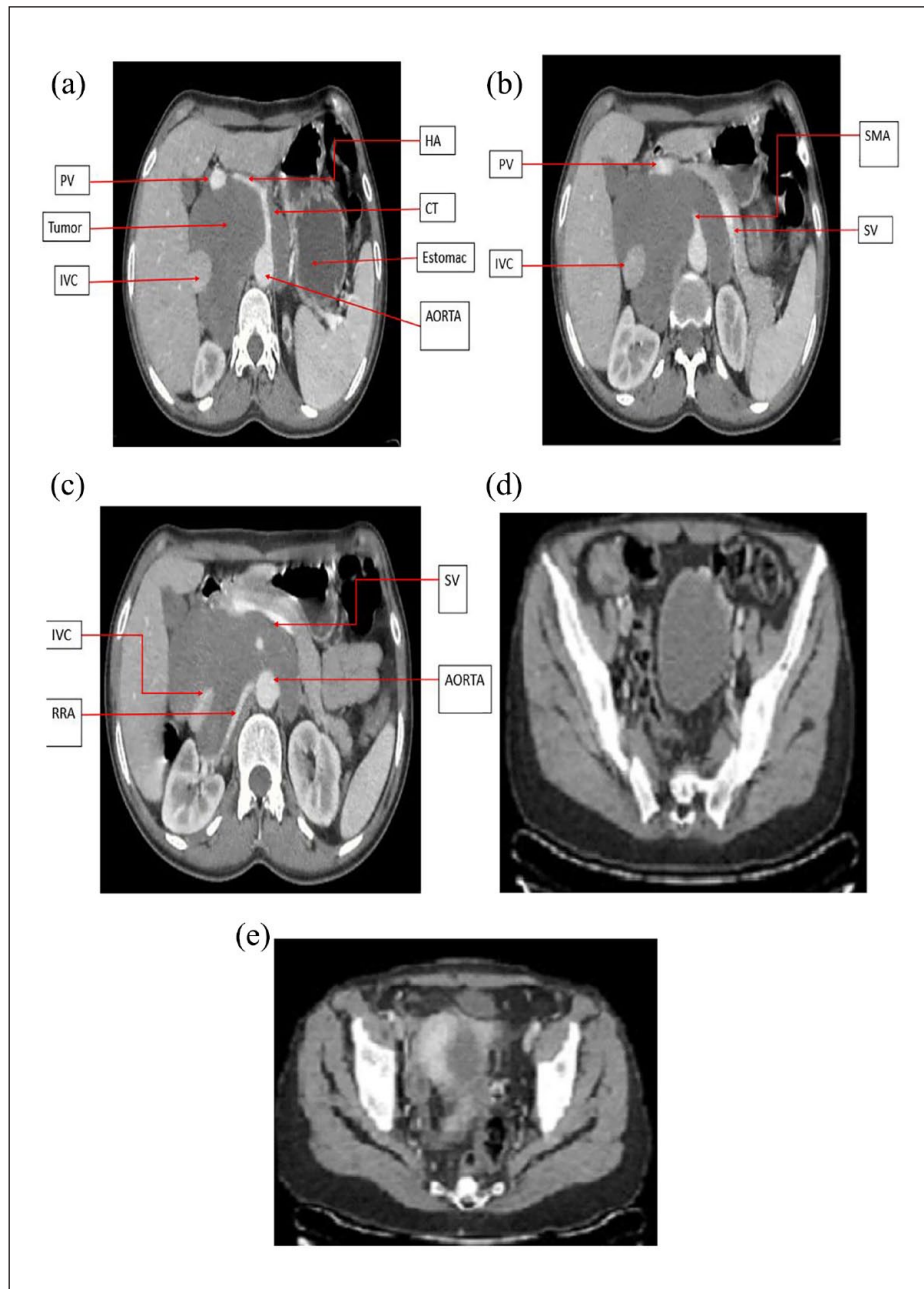 (a)
HA
PV
CT
Tumor
Estomac
IVC
AORTA
(b)
SMA
PV
SV
IVC
(c)
SV
IVC
AORTA
RRA
(d)
(e)